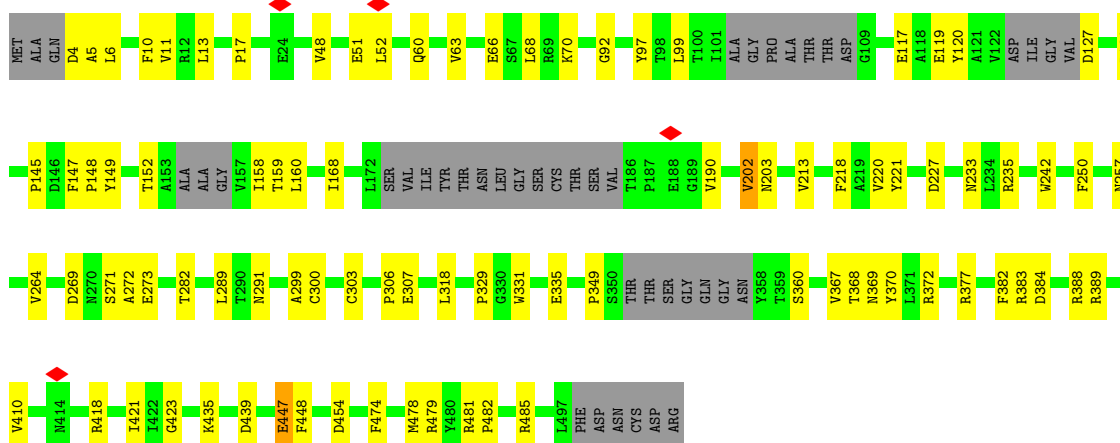 MET ALA GLN D4 A5 L6 F10 V11 R12 L13 P17 E24 V48 E51 L52 Q60 V63 E66 S67 L68 R69 K70 G92 Y97 T98 L99 T100 I101 ALA GLY PRO ALA THR THR ASP G109 E117 A118 E119 Y120 A121 V122 ASP ILE GLY VAL D127
P145 D146 F147 P148 Y149 T152 A153 ALA ALA GLY V157 I158 T159 L160 I168 L172 SER VAL ILE TYR THR ASN LEU GLY SER CYS THR SER VAL T186 P187 E188 G189 V190 V202 N203 V213 F218 A219 V220 Y221 D227 N233 L234 R235 W242 F250 N257
V264 D269 N270 S271 A272 E273 T282 L289 T290 N291 A299 C300 C303 P306 E307 L318 P329 G330 W331 E335 P349 S350 THR THR SER GLY GLN GLY ASN Y358 T359 S360 V367 T368 N369 Y370 L371 R372 R377 F382 R383 D384 R388 R389
V410 N414 R418 I421 I422 G423 K435 D439 E447 F448 D454 F474 M478 R479 Y480 R481 P482 R485 L497 PHE ASP ASN CYS ASP ARG